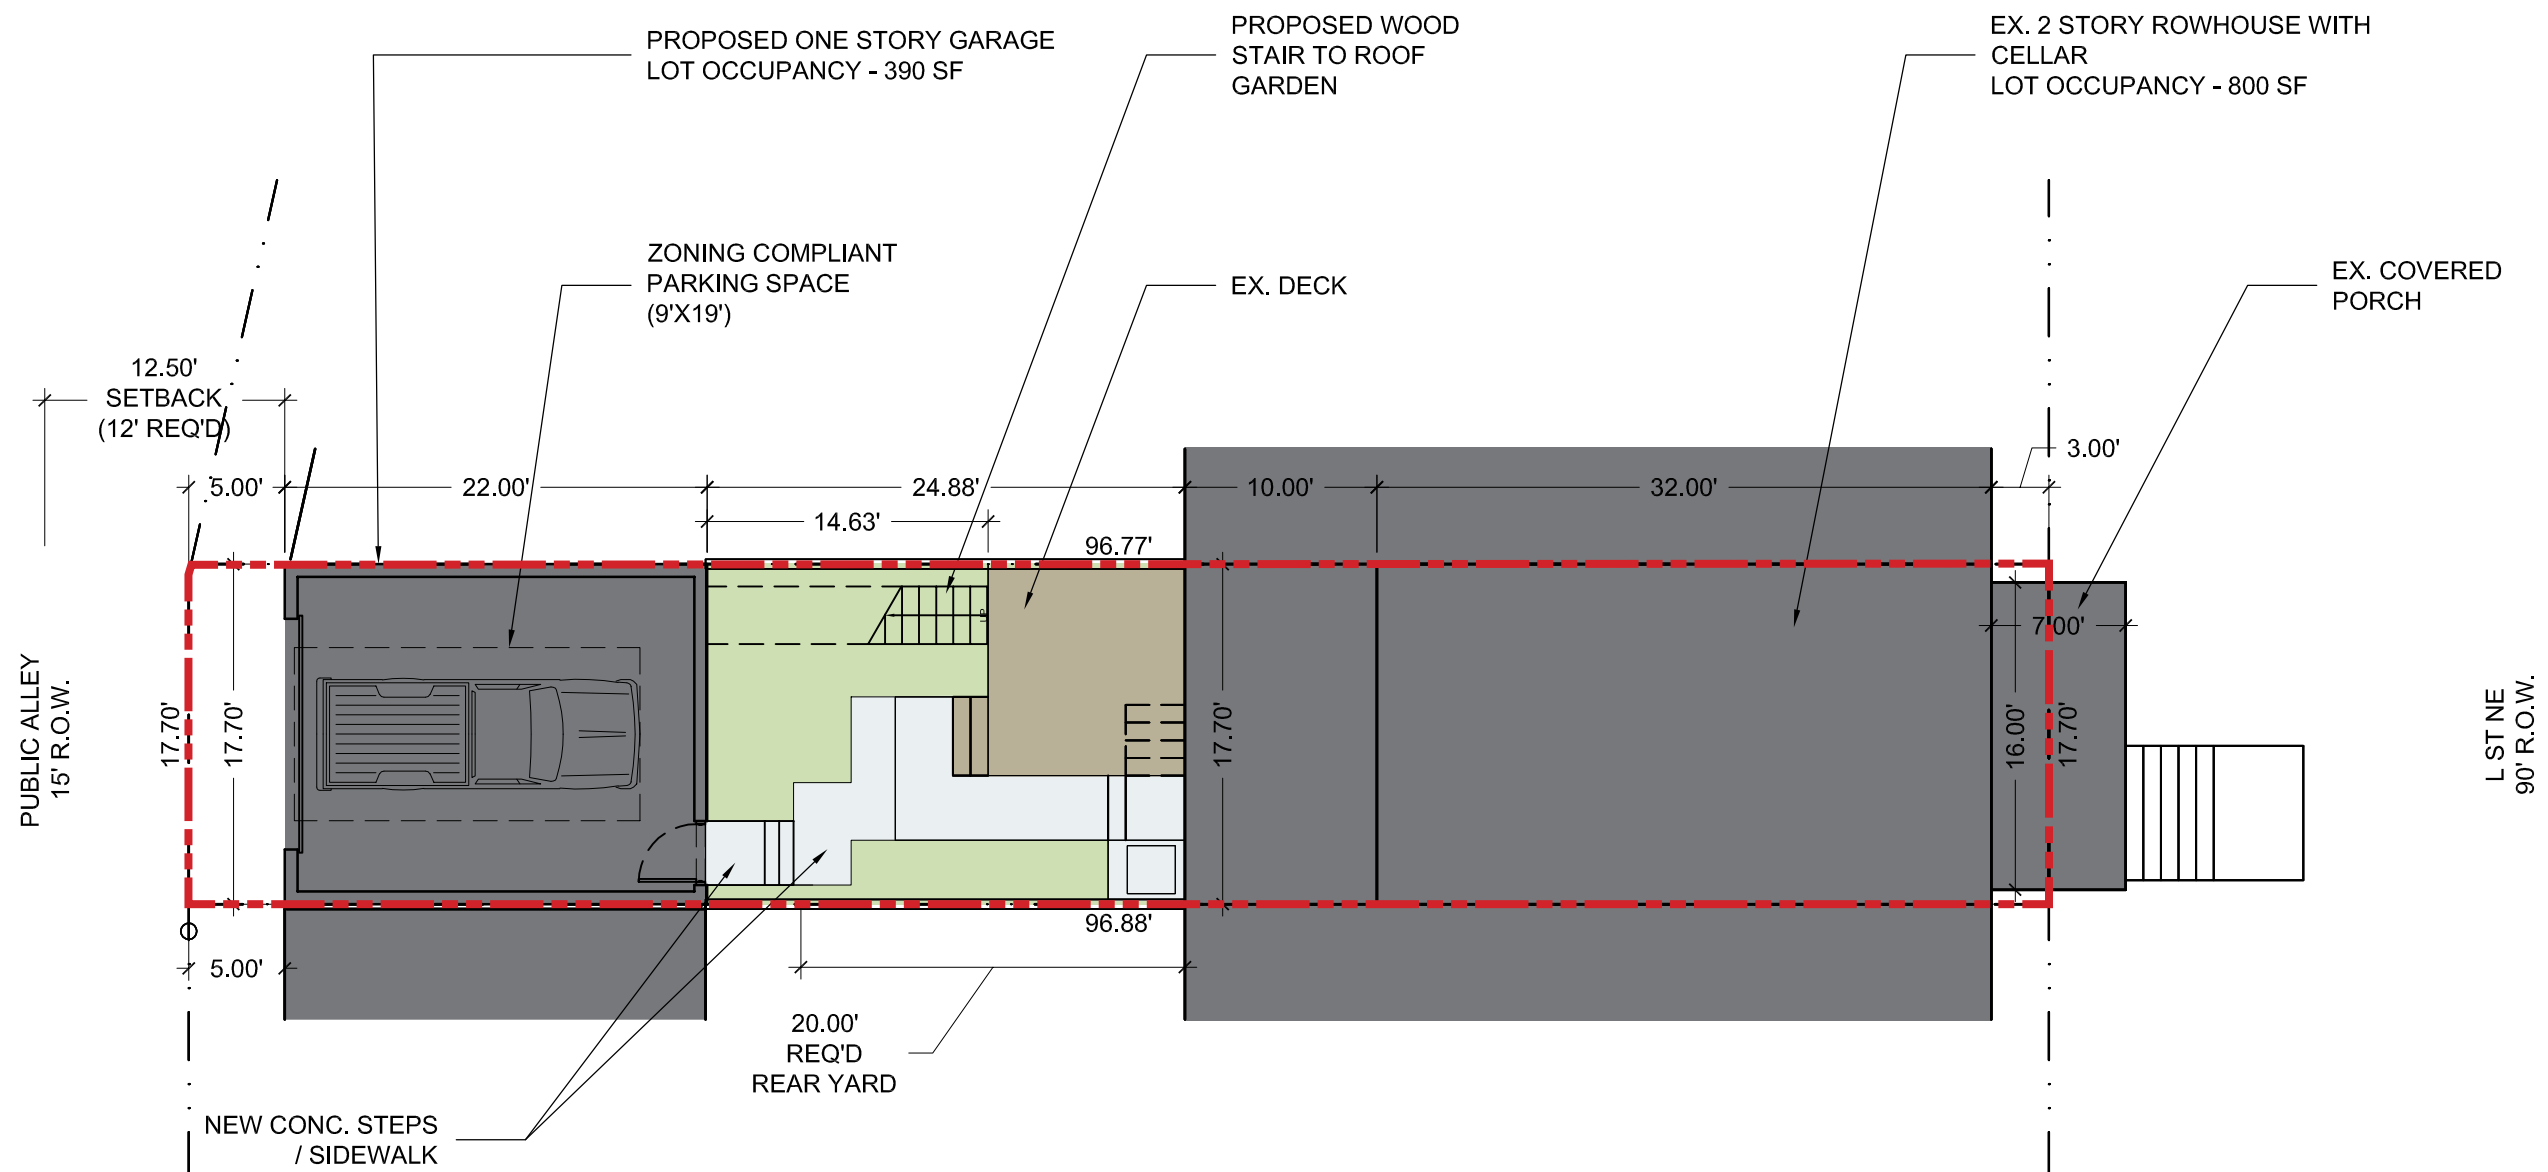 PROPOSED ONE STORY GARAGE
LOT OCCUPANCY - 390 SF
PROPOSED WOOD
STAIR TO ROOF
GARDEN
EX. 2 STORY ROWHOUSE WITH
CELLAR
LOT OCCUPANCY - 800 SF
ZONING COMPLIANT
PARKING SPACE
(9'X19')
EX. DECK
EX. COVERED
PORCH
12.50'
SETBACK
(12' REQ'D)
3.00'
5.00'
22.00'
24.88'
10.00'
32.00'
14.63'
96.77'
UP
7.00'
PUBLIC ALLEY
15' R.O.W.
17.70'
17.70'
17.70'
16.00'
17.70'
L ST NE
90' R.O.W.
96.88'
5.00'
20.00'
REQ'D
REAR YARD
NEW CONC. STEPS
/ SIDEWALK